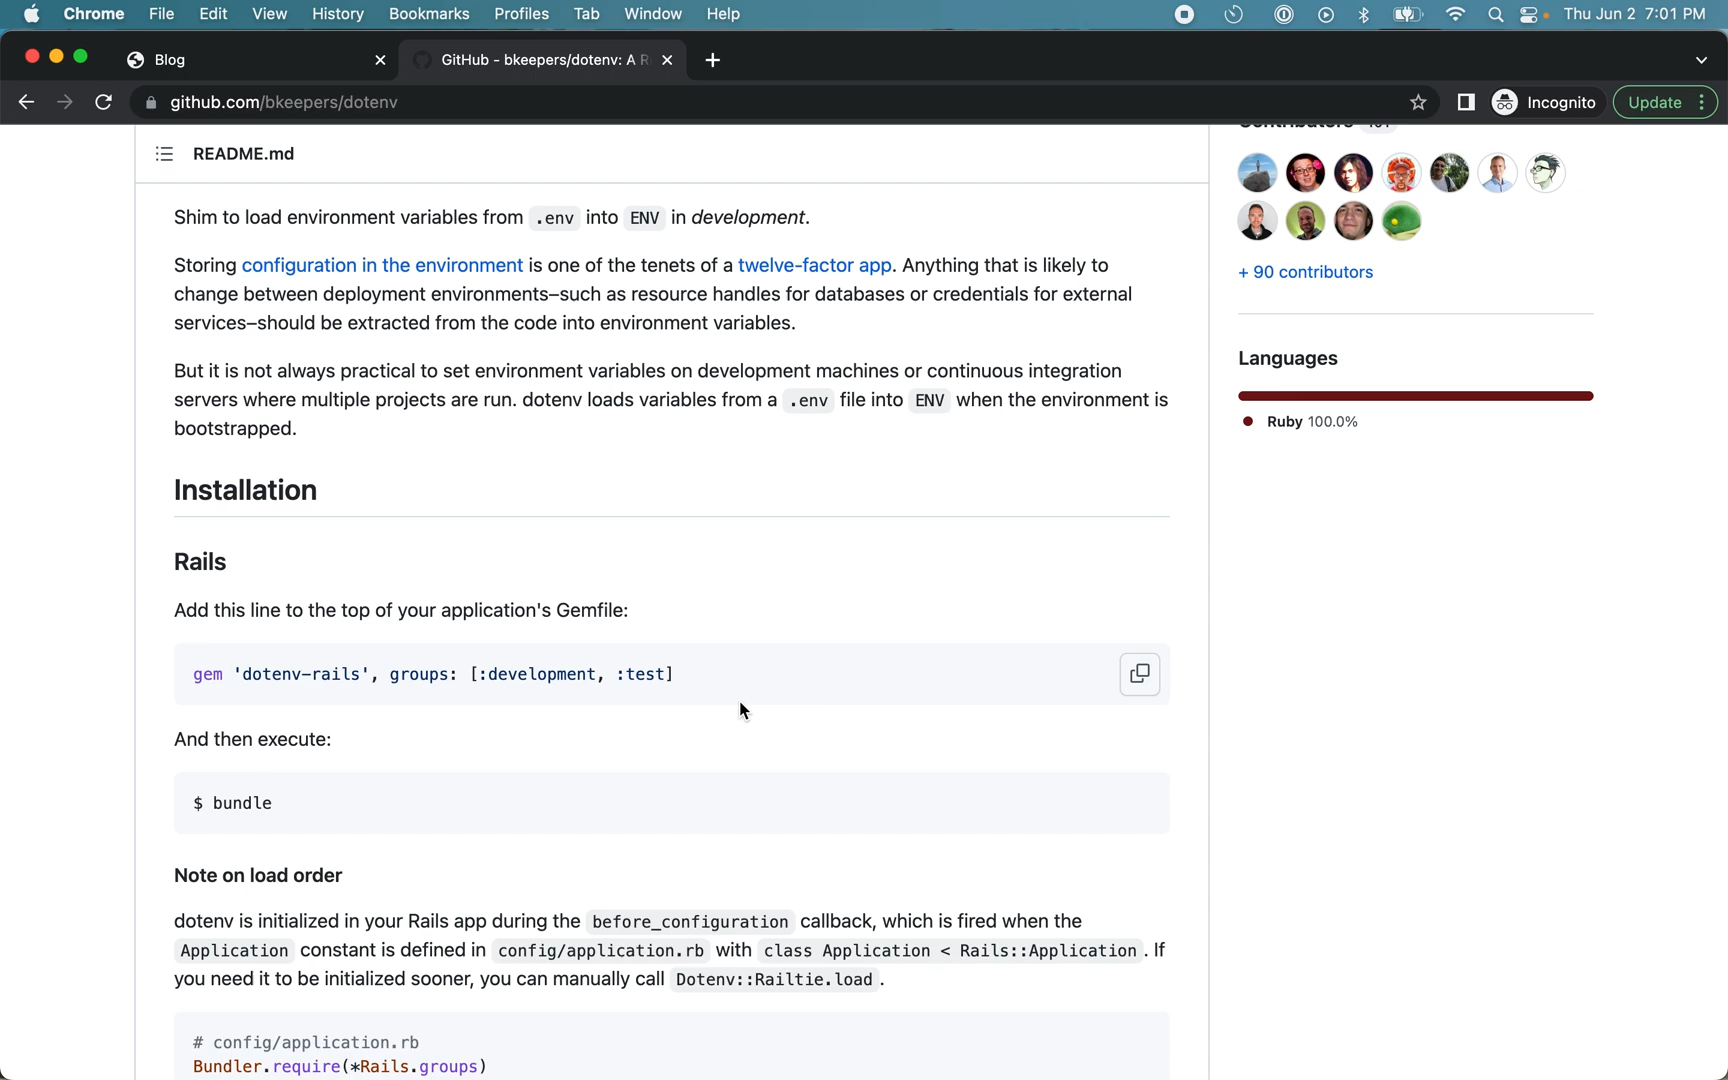 Chrome File Edit View History Bookmarks Profiles Tab Window Help Thu Jun 2 7:01 PM
Blog GitHub - bkeepers/dotenv: A R
github.com/bkeepers/dotenv Incognito Update
README.md
Shim to load environment variables from .env into ENV in development.
Storing configuration in the environment is one of the tenets of a twelve-factor app. Anything that is likely to
change between deployment environments–such as resource handles for databases or credentials for external
services–should be extracted from the code into environment variables.
But it is not always practical to set environment variables on development machines or continuous integration
servers where multiple projects are run. dotenv loads variables from a .env file into ENV when the environment is
bootstrapped.
Installation
Rails
Add this line to the top of your application's Gemfile:
gem 'dotenv-rails', groups: [:development, :test]
And then execute:
$ bundle
Note on load order
dotenv is initialized in your Rails app during the before_configuration callback, which is fired when the
Application constant is defined in config/application.rb with class Application < Rails::Application. If
you need it to be initialized sooner, you can manually call Dotenv::Railtie.load.
# config/application.rb
Bundler.require(*Rails.groups)
+ 90 contributors
Languages
Ruby 100.0%